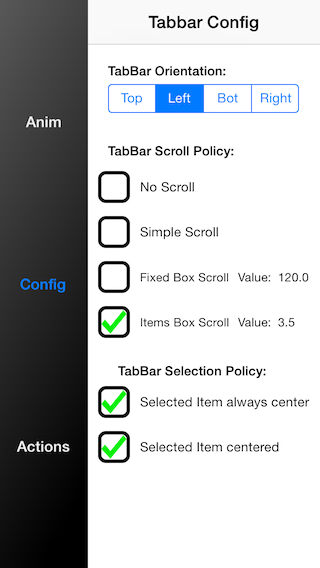 Tabbar Config
TabBar Orientation:
Top Left Bot Right
Anim
TabBar Scroll Policy:
No Scroll
Simple Scroll
Fixed Box Scroll Value: 120.0
Config
Items Box Scroll Value: 3.5
TabBar Selection Policy:
Selected Item always center
Actions
Selected Item centered